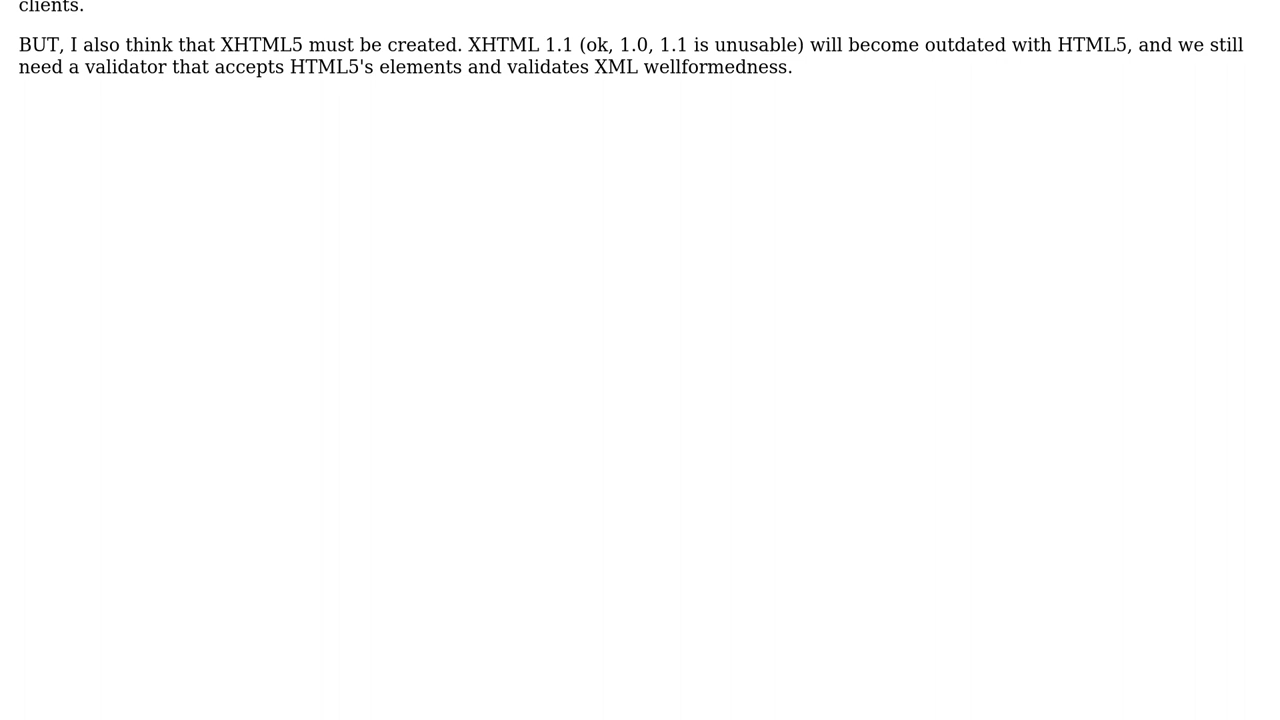 clients.
BUT, I also think that XHTML5 must be created. XHTML 1.1 (ok, 1.0, 1.1 is unusable) will become outdated with HTML5, and we still
need a validator that accepts HTML5's elements and validates XML wellformedness.